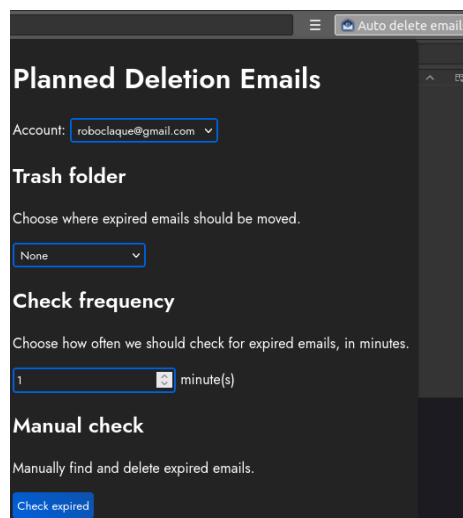 Auto delete email
Planned Deletion Emails
Account: roboclaque@gmail.com
Trash folder
Choose where expired emails should be moved.
None
Check frequency
Choose how often we should check for expired emails, in minutes.
1 minute(s)
Manual check
Manually find and delete expired emails.
Check expired